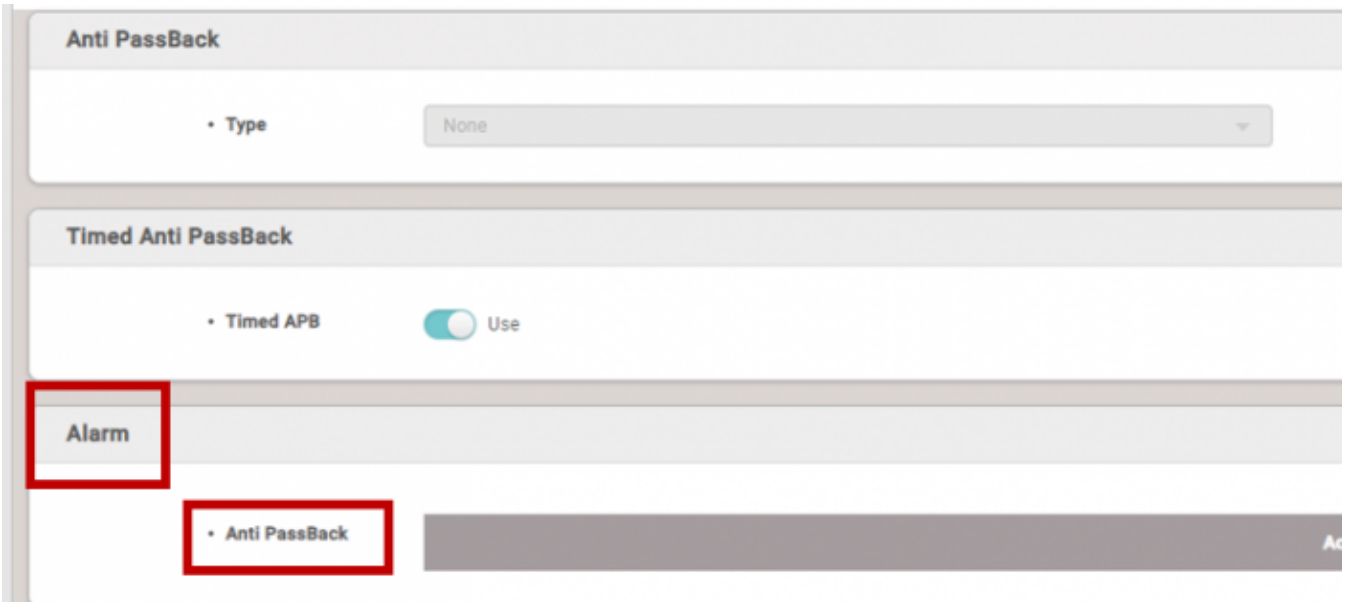 Anti PassBack
• Type None
Timed Anti PassBack
• Timed APB Use
Alarm
• Anti PassBack